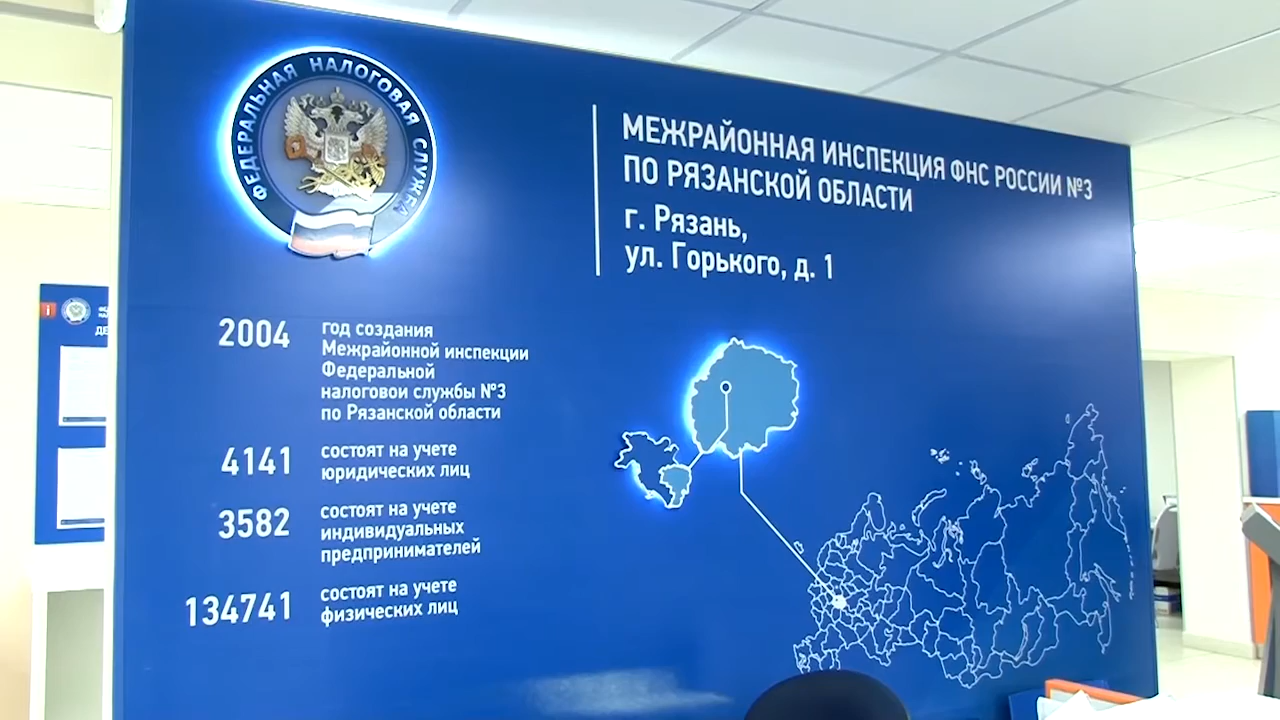 ФЕДЕРАЛЬНАЯ НАЛОГОВАЯ СЛУЖБА
МЕЖРАЙОННАЯ ИНСПЕКЦИЯ ФНС РОССИИ №3
ПО РЯЗАНСКОЙ ОБЛАСТИ
г. Рязань,
ул. Горького, д. 1
2004 год создания
Межрайонной инспекции
Федеральной
налоговои службы №3
по Рязанской области
4141 состоят на учете
юридических лиц
3582 состоят на учете
индивидуальных
предпринимателей
134741 состоят на учете
физических лиц
i